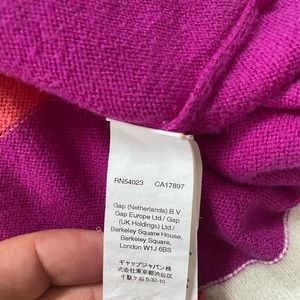 RN54023 CA17897
Gap (Netherlands) B.V
Gap Europe Ltd./ Gap
(UK Holdings) Ltd./
Berkeley Square House,
Berkeley Square,
London W1J 6BS
ギャップジャパン株
式会社東京都渋谷区
千駄ヶ谷5-32-10